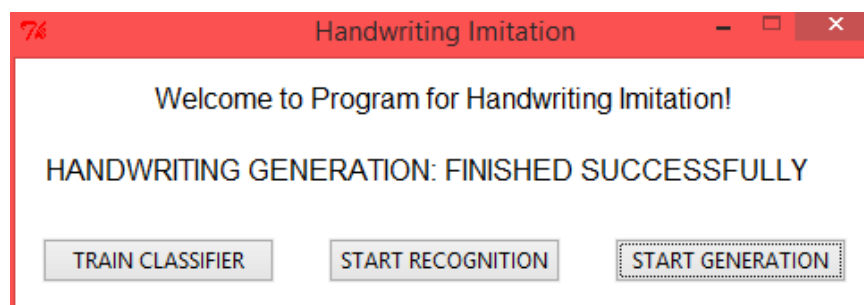 Handwriting Imitation
Welcome to Program for Handwriting Imitation!
HANDWRITING GENERATION: FINISHED SUCCESSFULLY
TRAIN CLASSIFIER START RECOGNITION START GENERATION